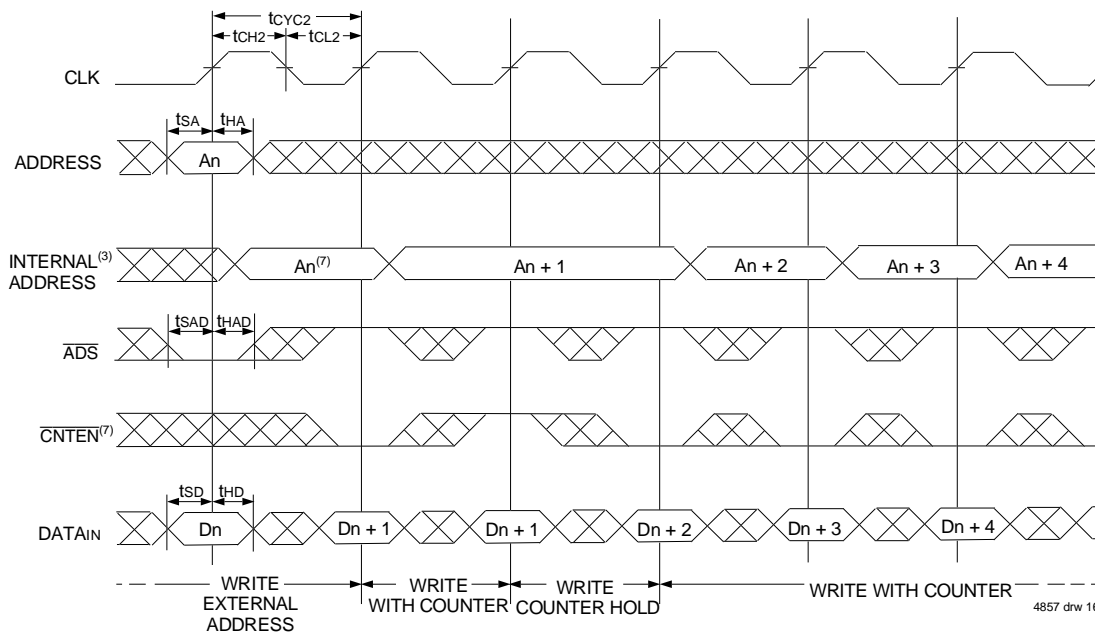 tCYC2
tCH2 tCL2
CLK
tSA tHA
ADDRESS An
INTERNAL(3) ADDRESS An(7) An + 1 An + 2 An + 3 An + 4
tSAD tHAD
ADS
CNTEN(7)
tSD tHD
DATAIN Dn Dn + 1 Dn + 1 Dn + 2 Dn + 3 Dn + 4
WRITE EXTERNAL ADDRESS
WRITE WITH COUNTER
WRITE COUNTER HOLD
WRITE WITH COUNTER
4857 drw 16